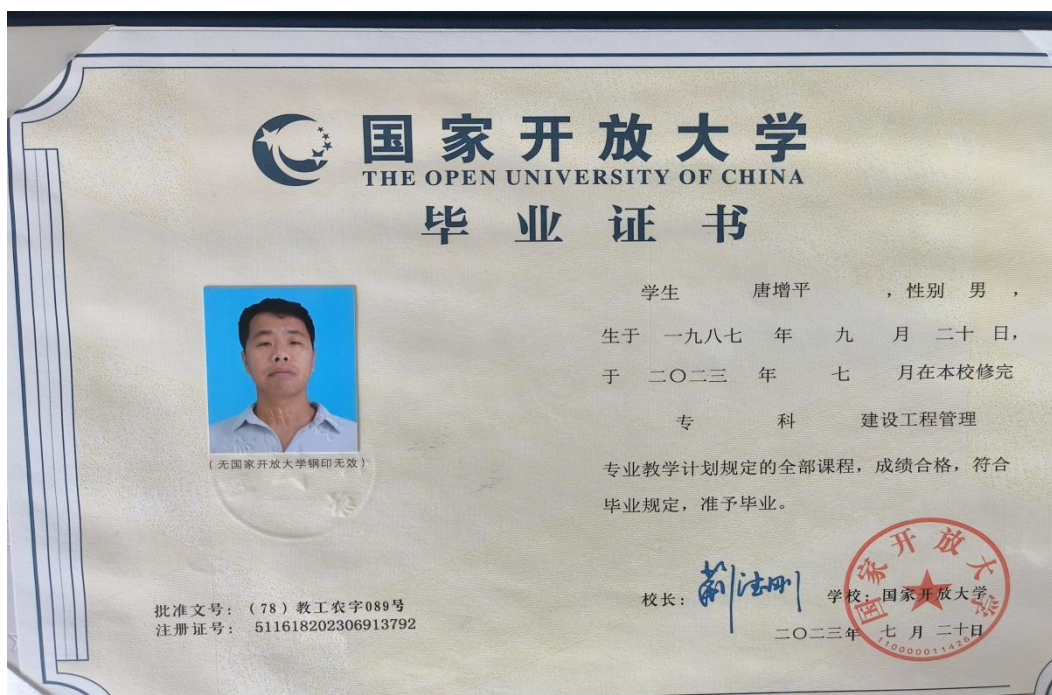 国家开放大学
THE OPEN UNIVERSITY OF CHINA
毕业证书
学生 唐增平 ，性别 男 ，
生于 一九八七 年 九 月 二十 日，
于 二〇二三 年 七 月在本校修完
专 科 建设工程管理
专业教学计划规定的全部课程，成绩合格，符合
毕业规定，准予毕业。
（无国家开放大学钢印无效）
校长：荆德刚 学校：国家开放大学
二〇二三年 七 月 二十日
国家开放大学
批准文号：（78）教工农字089号
注册证号： 511618202306913792